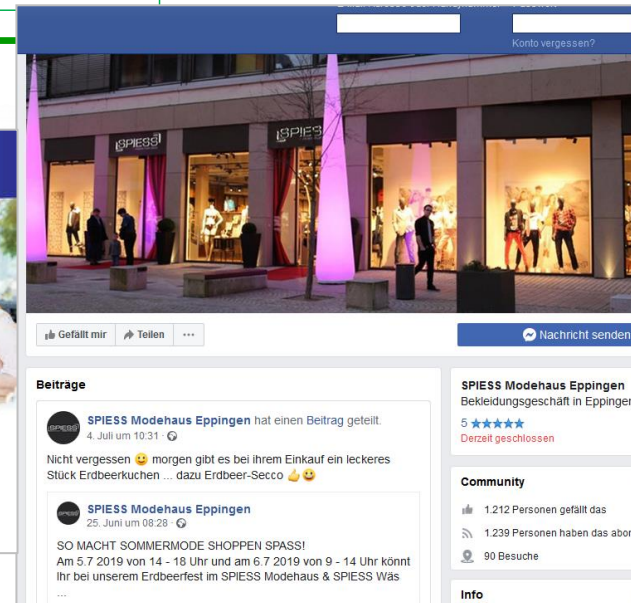 Konto vergessen?
SPIESS
SPIESS
Gefällt mir
Teilen
Nachricht senden
Beiträge
SPIESS Modehaus Eppingen hat einen Beitrag geteilt.
4. Juli um 10:31 ·
Nicht vergessen 😀 morgen gibt es bei ihrem Einkauf ein leckeres
Stück Erdbeerkuchen ... dazu Erdbeer-Secco 👍😀
SPIESS Modehaus Eppingen
25. Juni um 08:28 ·
SO MACHT SOMMERMODE SHOPPEN SPASS!
Am 5.7 2019 von 14 - 18 Uhr und am 6.7 2019 von 9 - 14 Uhr könnt
Ihr bei unserem Erdbeerfest im SPIESS Modehaus & SPIESS Wäs
...
SPIESS Modehaus Eppingen
Bekleidungsgeschäft in Eppingen
5 ★★★★★
Derzeit geschlossen
Community
1.212 Personen gefällt das
1.239 Personen haben das
90 Besuche
Info